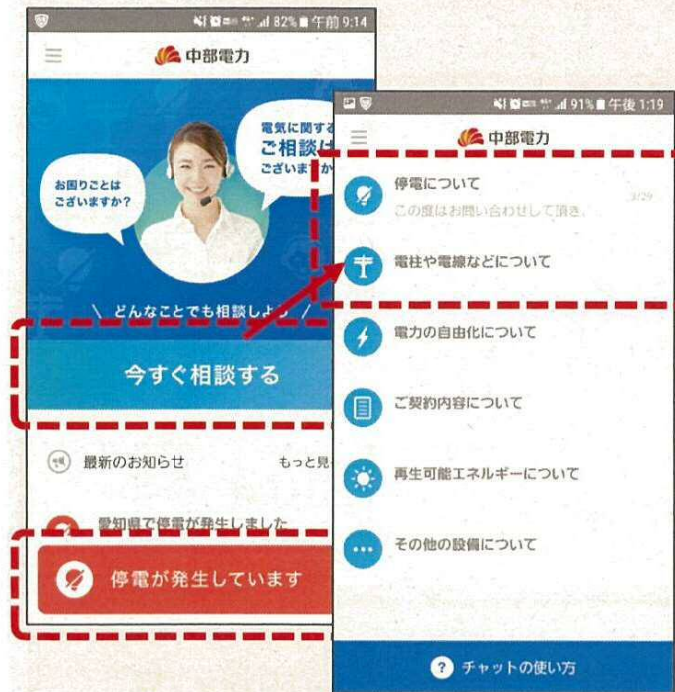 82% 午前 9:14
中部電力
お困りごとは
ございますか?
電気に関する
ご相談は
ございますか
\ どんなことでも相談しよう /
今すぐ相談する
最新のお知らせ
もっと見
愛知県で停電が発生しました
停電が発生しています
91% 午後 1:19
中部電力
停電について
この度はお問い合わせして頂き、
3/29
電柱や電線などについて
電力の自由化について
ご契約内容について
再生可能エネルギーについて
その他の設備について
? チャットの使い方